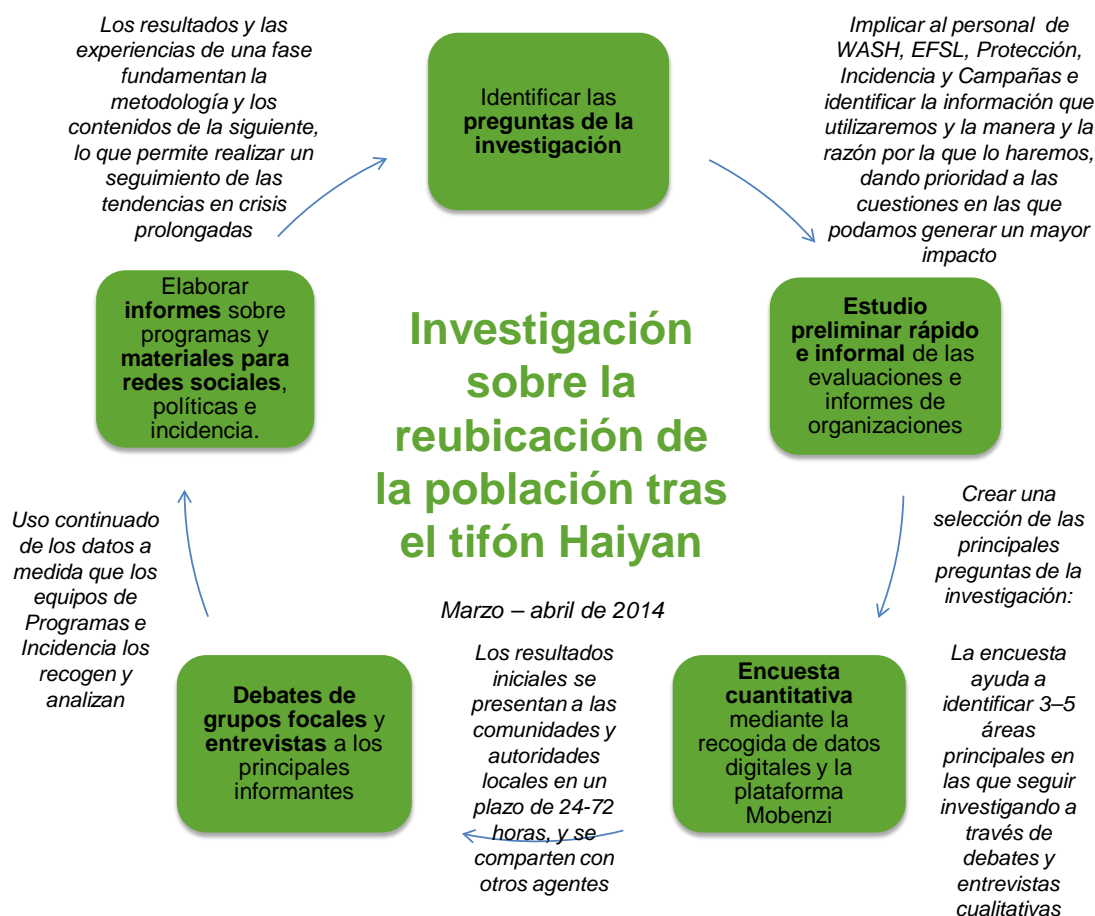 Los resultados y las
experiencias de una fase
fundamentan la
metodología y los
contenidos de la siguiente,
lo que permite realizar un
seguimiento de las
tendencias en crisis
prolongadas
Identificar las
preguntas de la
investigación
Implicar al personal de
WASH, EFSL, Protección,
Incidencia y Campañas e
identificar la información que
utilizaremos y la manera y la
razón por la que lo haremos,
dando prioridad a las
cuestiones en las que
podamos generar un mayor
impacto
Elaborar
informes sobre
programas y
materiales para
redes sociales,
políticas e
incidencia.
Investigación
sobre la
reubicación de
la población tras
el tifón Haiyan
Marzo – abril de 2014
Estudio
preliminar rápido
e informal de las
evaluaciones e
informes de
organizaciones
Uso continuado
de los datos a
medida que los
equipos de
Programas e
Incidencia los
recogen y
analizan
Crear una
selección de las
principales
preguntas de la
investigación:
Debates de
grupos focales y
entrevistas a los
principales
informantes
Los resultados
iniciales se
presentan a las
comunidades y
autoridades
locales en un
plazo de 24-72
horas, y se
comparten con
otros agentes
Encuesta
cuantitativa
mediante la
recogida de datos
digitales y la
plataforma
Mobenzi
La encuesta
ayuda a
identificar 3–5
áreas
principales en
las que seguir
investigando a
través de
debates y
entrevistas
cualitativas